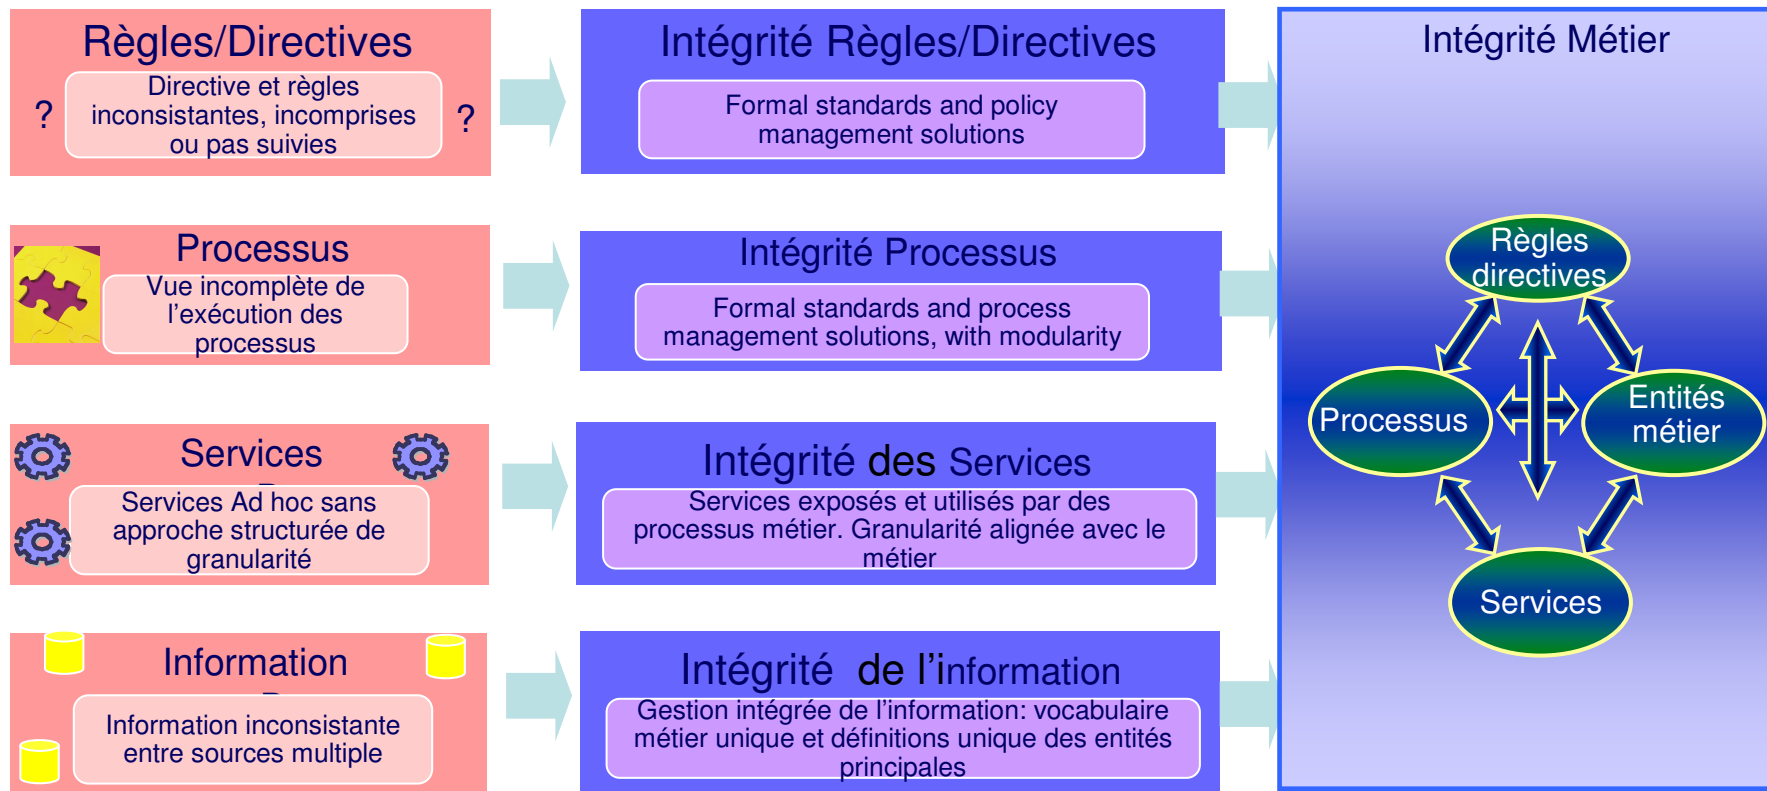 Règles/Directives
?
Directive et règles
inconsistantes, incomprises
ou pas suivies
?
Intégrité Règles/Directives
Formal standards and policy
management solutions
Processus
Vue incomplète de
l'exécution des
processus
Intégrité Processus
Formal standards and process
management solutions, with modularity
Services
Services Ad hoc sans
approche structurée de
granularité
Intégrité des Services
Services exposés et utilisés par des
processus métier. Granularité alignée avec le
métier
Information
Information inconsistante
entre sources multiple
Intégrité de l'information
Gestion intégrée de l'information: vocabulaire
métier unique et définitions unique des entités
principales
Intégrité Métier
Règles
directives
Processus
Entités
métier
Services